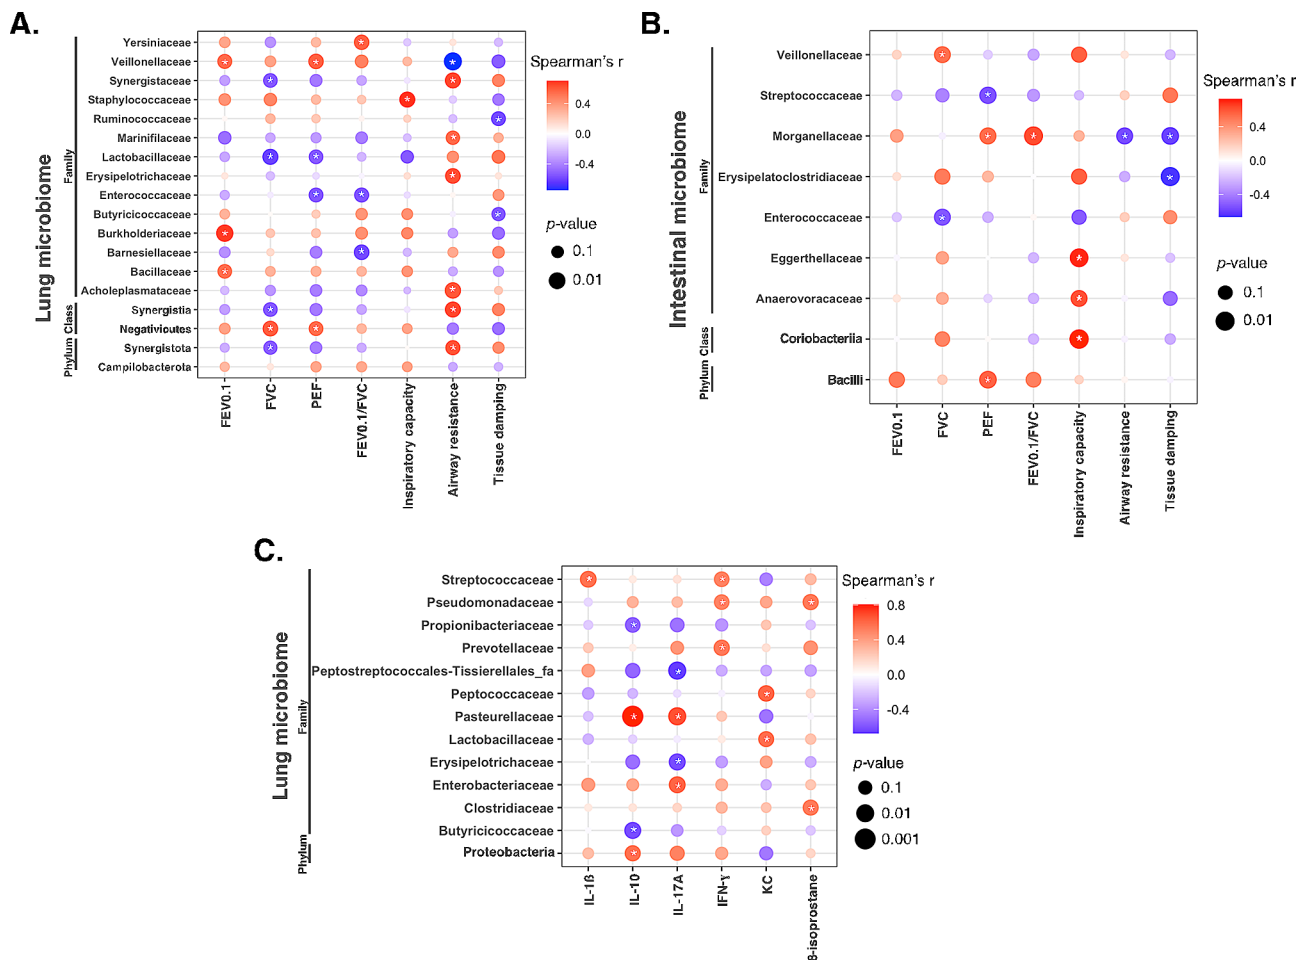 A.
Lung microbiome
Family
Class
Phylum
Yersiniaceae
Veillonellaceae
Synergistaceae
Staphylococcaceae
Ruminococcaceae
Marinifilaceae
Lactobacillaceae
Erysipelotrichaceae
Enterococcaceae
Butyricicoccaceae
Burkholderiaceae
Barnesiellaceae
Bacillaceae
Acholeplasmataceae
Synergistia
Negativicutes
Synergistota
Campilobacterota
FEV0.1
FVC
PEF
FEV0.1/FVC
Inspiratory capacity
Airway resistance
Tissue damping
Spearman's r
0.4
0.0
-0.4
p-value
0.1
0.01
B.
Intestinal microbiome
Family
Class
Phylum
Veillonellaceae
Streptococcaceae
Morganellaceae
Erysipelatoclostridiaceae
Enterococcaceae
Eggerthellaceae
Anaerovoracaceae
Coriobacteriia
Bacilli
FEV0.1
FVC
PEF
FEV0.1/FVC
Inspiratory capacity
Airway resistance
Tissue damping
Spearman's r
0.4
0.0
-0.4
p-value
0.1
0.01
C.
Lung microbiome
Family
Phylum
Streptococcaceae
Pseudomonadaceae
Propionibacteriaceae
Prevotellaceae
Peptostreptococcales-Tissierellales_fa
Peptococcaceae
Pasteurellaceae
Lactobacillaceae
Erysipelotrichaceae
Enterobacteriaceae
Clostridiaceae
Butyricicoccaceae
Proteobacteria
IL-1ß
IL-10
IL-17A
IFN-γ
KC
8-isoprostane
Spearman's r
0.8
0.4
0.0
-0.4
p-value
0.1
0.01
0.001